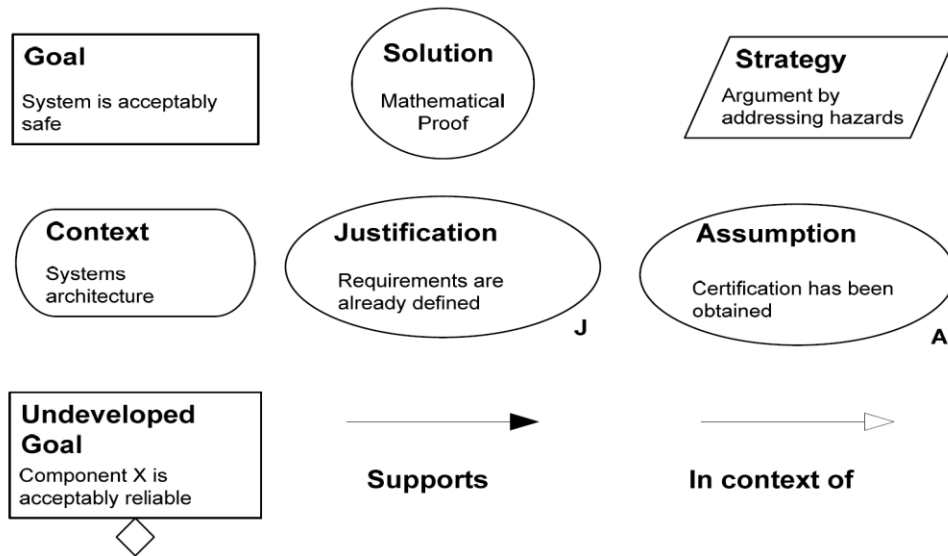 Goal
System is acceptably
safe
Solution
Mathematical
Proof
Strategy
Argument by
addressing hazards
Context
Systems
architecture
Justification
Requirements are
already defined
J
Assumption
Certification has been
obtained
A
Undeveloped
Goal
Component X is
acceptably reliable
Supports
In context of